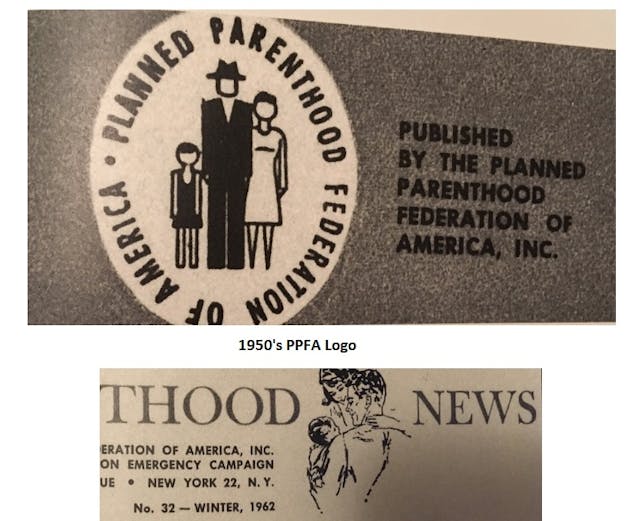 PLANNED PARENTHOOD FEDERATION OF AMERICA •
PUBLISHED
BY THE PLANNED
PARENTHOOD
FEDERATION OF
AMERICA, INC.
1950's PPFA Logo
THOOD NEWS
ERATION OF AMERICA, INC.
ON EMERGENCY CAMPAIGN
UE • NEW YORK 22, N. Y.
No. 32 — WINTER, 1962